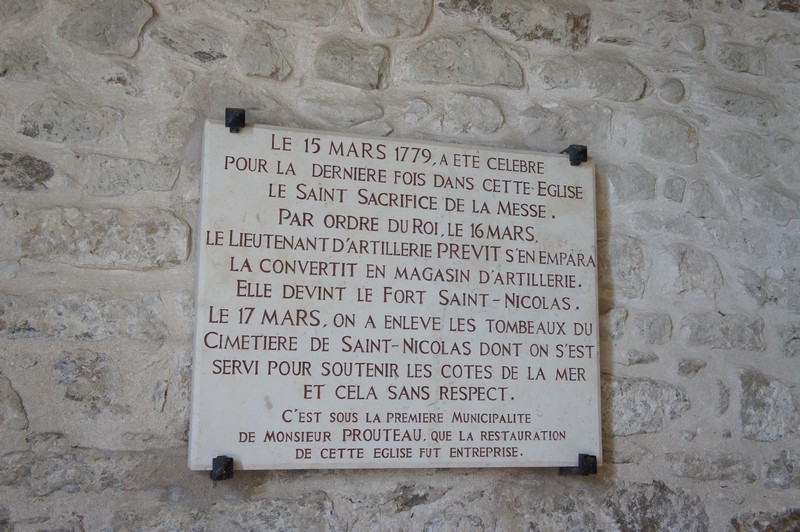 LE 15 MARS 1779, A ETE CELEBRE
POUR LA DERNIERE FOIS DANS CETTE EGLISE
LE SAINT SACRIFICE DE LA MESSE.
PAR ORDRE DU ROI, LE 16 MARS,
LE LIEUTENANT D'ARTILLERIE PREVIT S'EN EMPARA
LA CONVERTIT EN MAGASIN D'ARTILLERIE.
ELLE DEVINT LE FORT SAINT-NICOLAS.
LE 17 MARS, ON A ENLEVE LES TOMBEAUX DU
CIMETIERE DE SAINT-NICOLAS DONT ON S'EST
SERVI POUR SOUTENIR LES COTES DE LA MER
ET CELA SANS RESPECT.
C'EST SOUS LA PREMIERE MUNICIPALITE
DE MONSIEUR PROUTEAU, QUE LA RESTAURATION
DE CETTE EGLISE FUT ENTREPRISE.